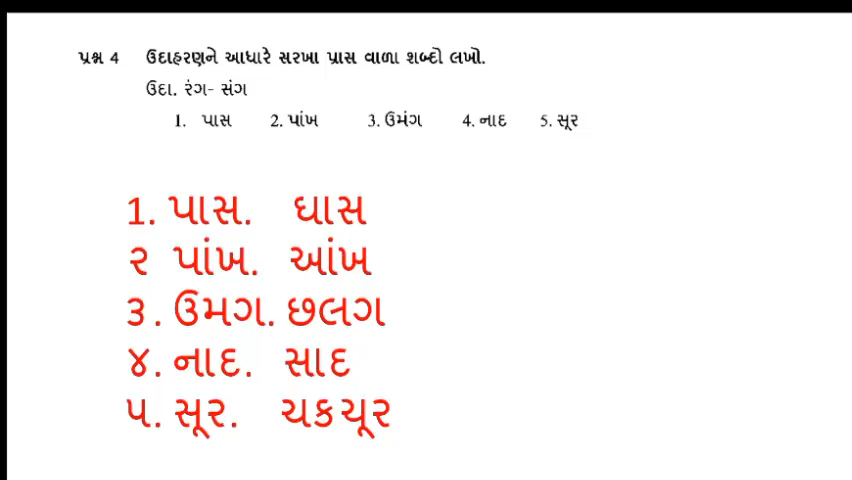 પ્રશ્ન 4 ઉદાહરણને આધારે સરખા પ્રાસ વાળા શબ્દો લખો.
ઉદા. રંગ- સંગ
1. પાસ 2. પાંખ 3. ઉમંગ 4. નાદ 5. સૂર
1. પાસ. ઘાસ
૨ પાંખ. આંખ
૩. ઉમગ. છલગ
૪. નાદ. સાદ
૫. સૂર. ચકચૂર